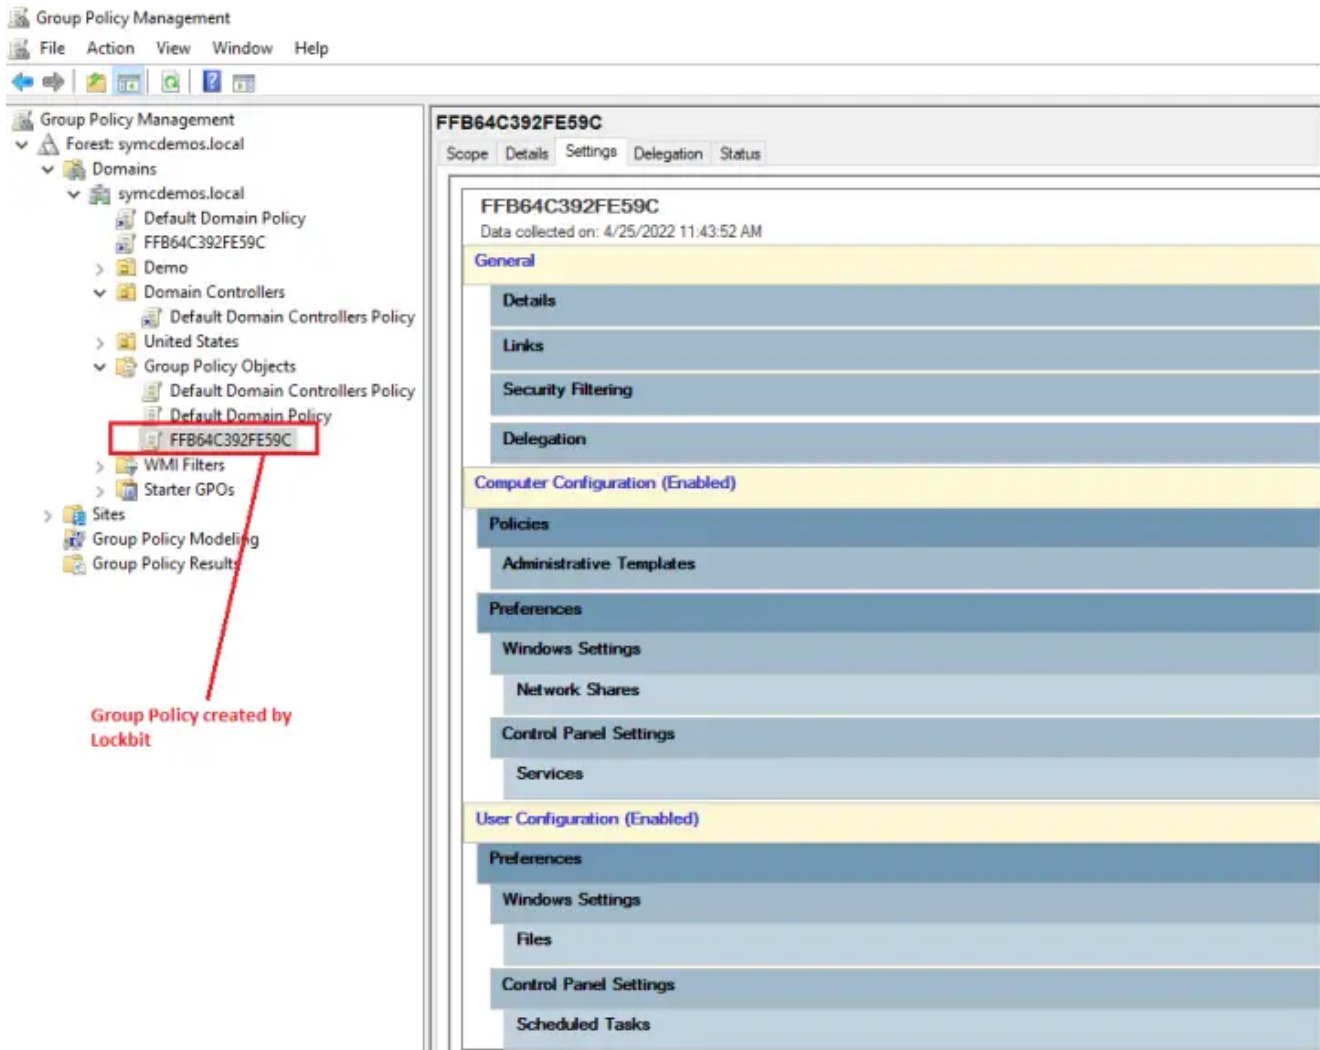 Group Policy Management
File Action View Window Help
Group Policy Management
Forest: symcdemos.local
Domains
symcdemos.local
Default Domain Policy
FFB64C392FE59C
Demo
Domain Controllers
Default Domain Controllers Policy
United States
Group Policy Objects
Default Domain Controllers Policy
Default Domain Policy
FFB64C392FE59C
WMI Filters
Starter GPOs
Sites
Group Policy Modeling
Group Policy Results
Group Policy created by
Lockbit
FFB64C392FE59C
Scope Details Settings Delegation Status
FFB64C392FE59C
Data collected on: 4/25/2022 11:43:52 AM
General
Details
Links
Security Filtering
Delegation
Computer Configuration (Enabled)
Policies
Administrative Templates
Preferences
Windows Settings
Network Shares
Control Panel Settings
Services
User Configuration (Enabled)
Preferences
Windows Settings
Files
Control Panel Settings
Scheduled Tasks